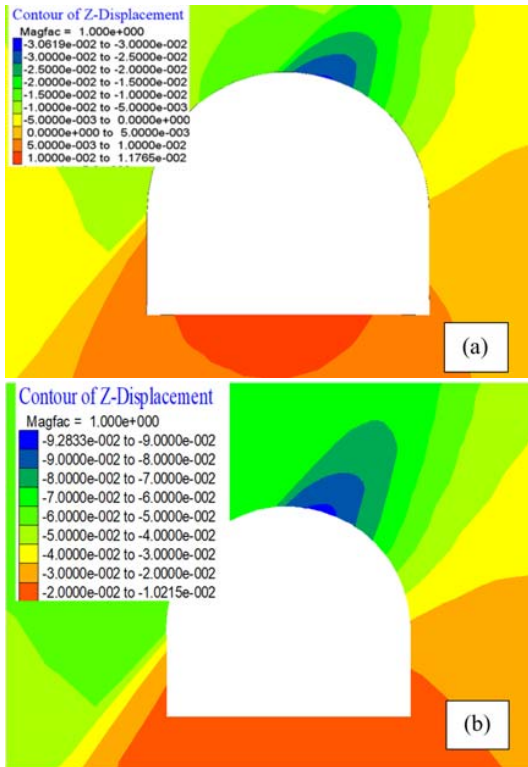 Contour of Z-Displacement
Magfac = 1.000e+000
-3.0619e-002 to -3.0000e-002
-3.0000e-002 to -2.5000e-002
-2.5000e-002 to -2.0000e-002
-2.0000e-002 to -1.5000e-002
-1.5000e-002 to -1.0000e-002
-1.0000e-002 to -5.0000e-003
-5.0000e-003 to 0.0000e+000
0.0000e+000 to 5.0000e-003
5.0000e-003 to 1.0000e-002
1.0000e-002 to 1.1765e-002
(a)
Contour of Z-Displacement
Magfac = 1.000e+000
-9.2833e-002 to -9.0000e-002
-9.0000e-002 to -8.0000e-002
-8.0000e-002 to -7.0000e-002
-7.0000e-002 to -6.0000e-002
-6.0000e-002 to -5.0000e-002
-5.0000e-002 to -4.0000e-002
-4.0000e-002 to -3.0000e-002
-3.0000e-002 to -2.0000e-002
-2.0000e-002 to -1.0215e-002
(b)